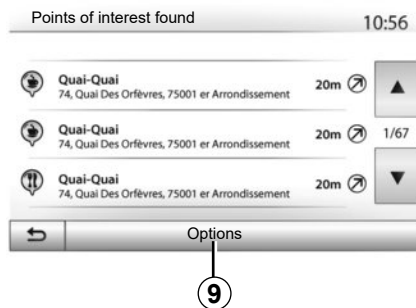 Points of interest found 10:56
Quai-Quai
74, Quai Des Orfèvres, 75001 er Arrondissement
20m
Quai-Quai
74, Quai Des Orfèvres, 75001 er Arrondissement
20m
1/67
Quai-Quai
74, Quai Des Orfèvres, 75001 er Arrondissement
20m
Options
9